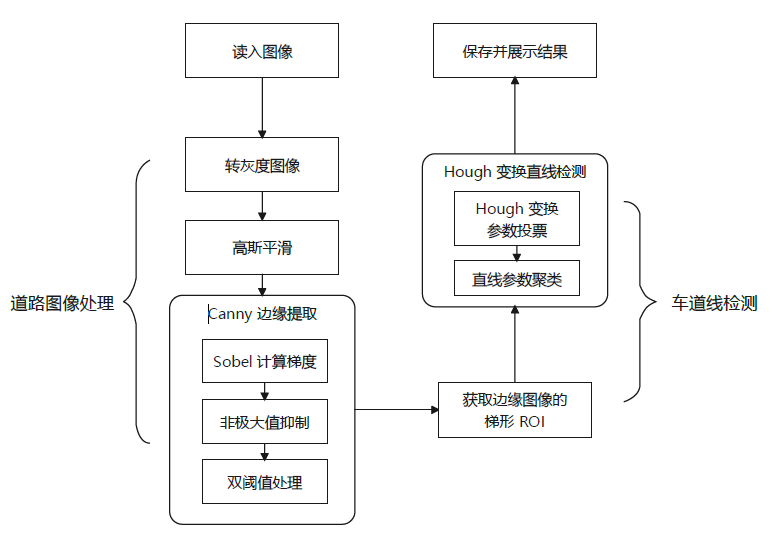 读入图像
转灰度图像
高斯平滑
道路图像处理
Canny 边缘提取
Sobel 计算梯度
非极大值抑制
双阈值处理
保存并展示结果
Hough 变换直线检测
Hough 变换
参数投票
直线参数聚类
车道线检测
获取边缘图像的
梯形 ROI